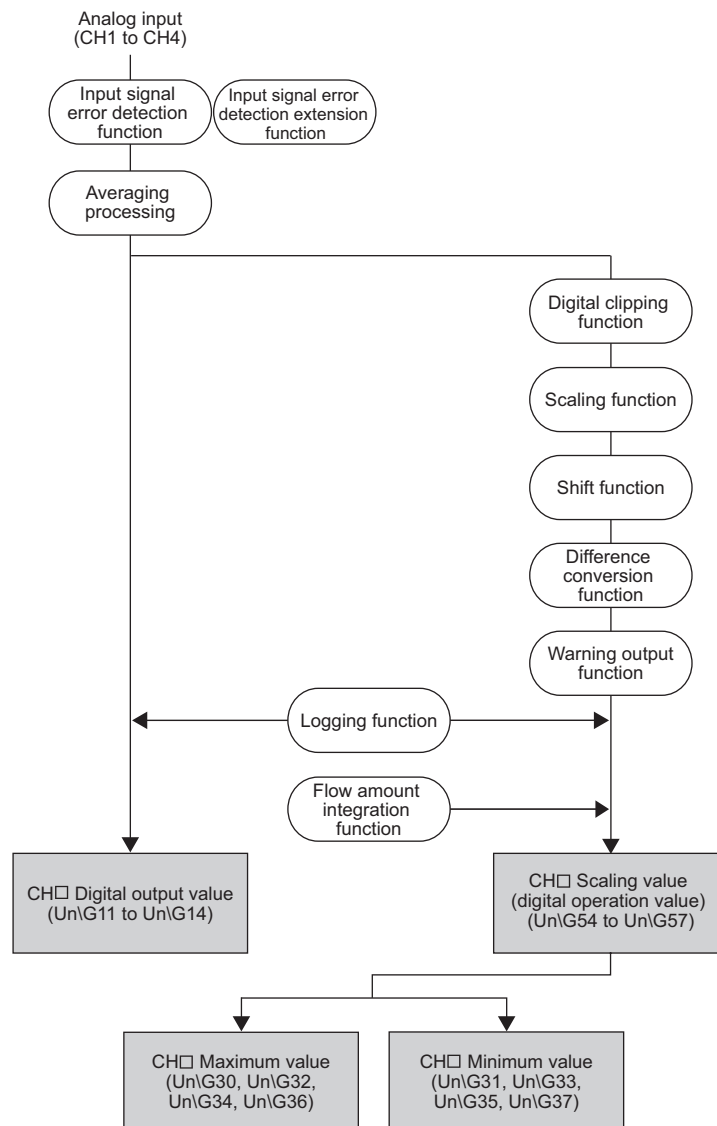 Analog input
(CH1 to CH4)
Input signal
error detection
function
Input signal error
detection extension
function
Averaging
processing
Digital clipping
function
Scaling function
Shift function
Difference
conversion
function
Warning output
function
Logging function
Flow amount
integration
function
CH□ Digital output value
(Un\G11 to Un\G14)
CH□ Scaling value
(digital operation value)
(Un\G54 to Un\G57)
CH□ Maximum value
(Un\G30, Un\G32,
Un\G34, Un\G36)
CH□ Minimum value
(Un\G31, Un\G33,
Un\G35, Un\G37)